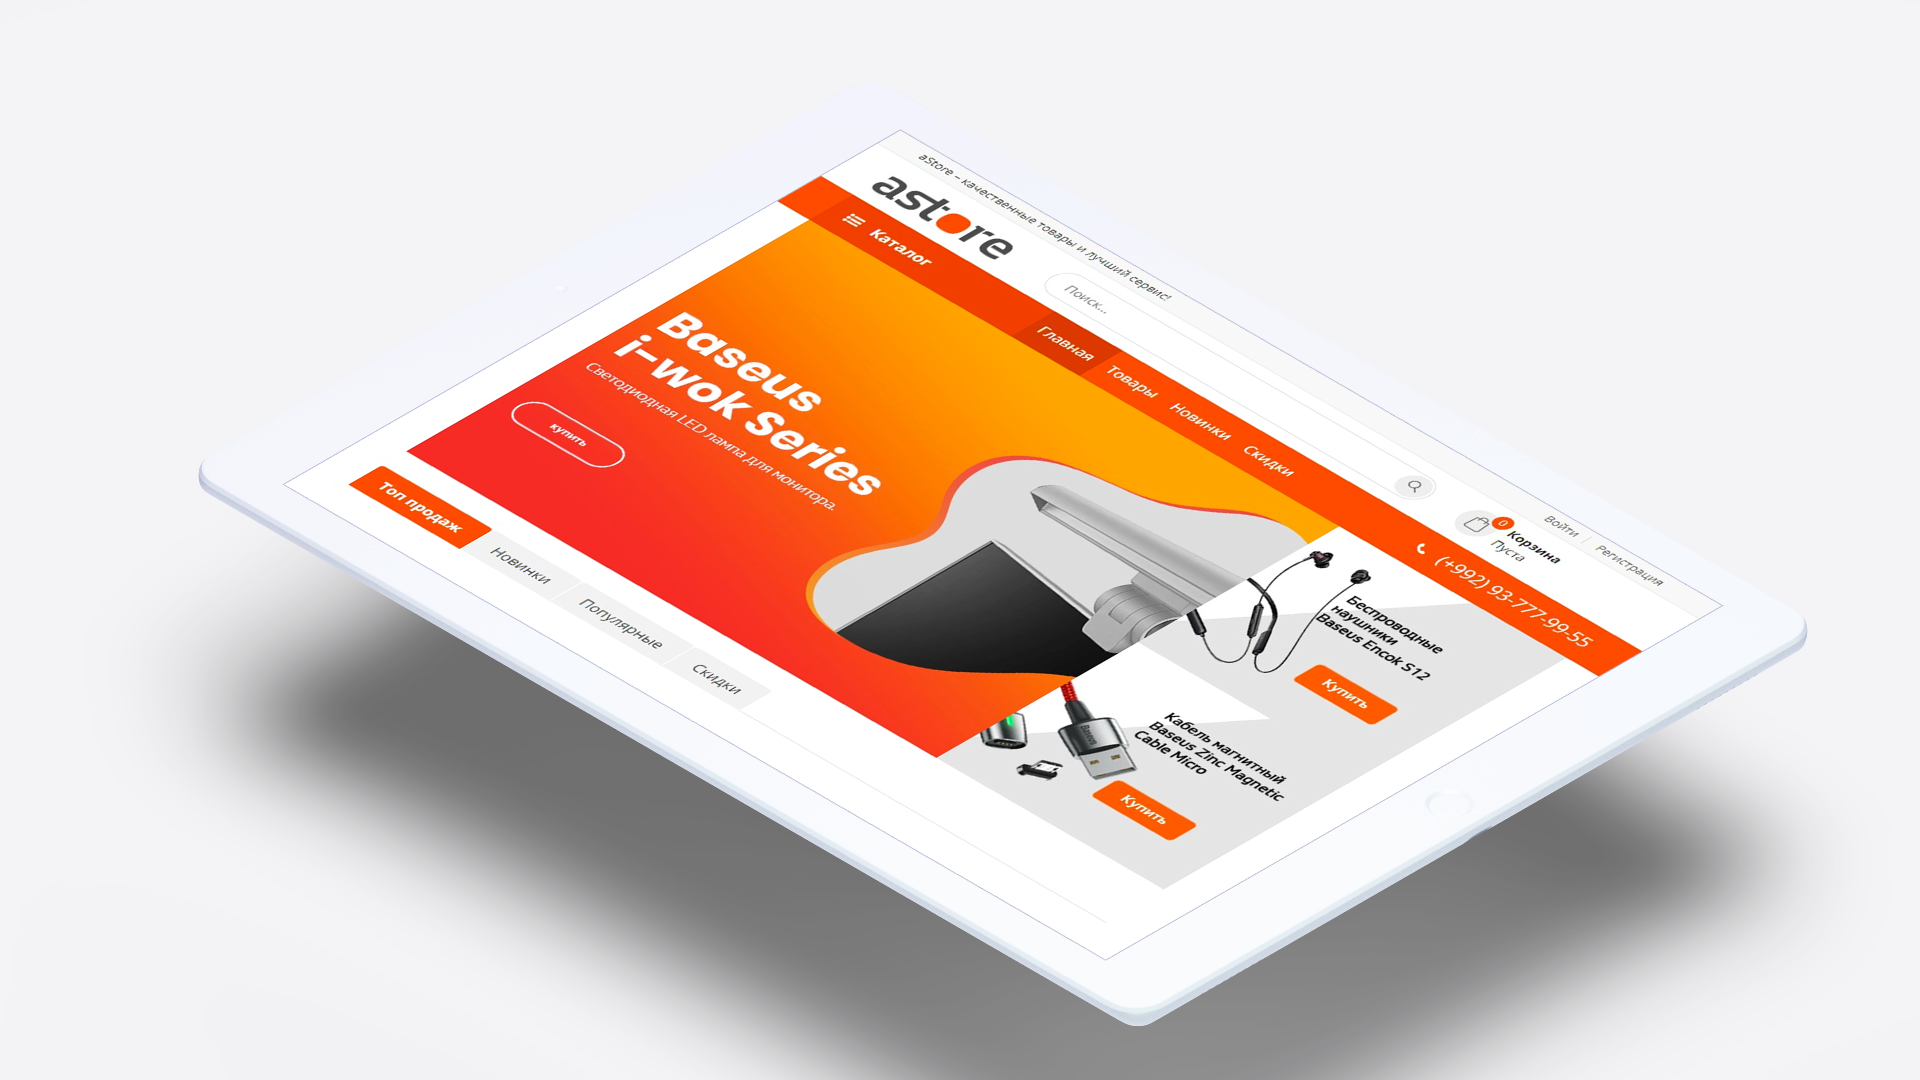 aStore – качественные товары и лучший сервис!
Войти
Регистрация
astore
Поиск...
0
Корзина
Пуста
Каталог
Главная
Товары
Новинки
Скидки
(+992) 93-777-99-55
Baseus
i-wok Series
Светодиодная LED лампа для монитора.
купить
Беспроводные
наушники
Baseus Encok S12
Купить
Кабель магнитный
Baseus Zinc Magnetic
Cable Micro
Купить
Baseus
Топ продаж
Новинки
Популярные
Скидки